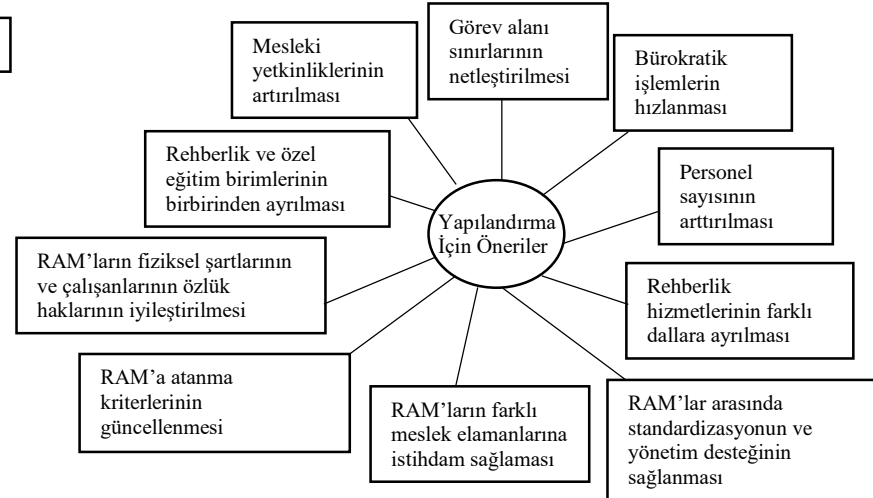 Mesleki
yetkinliklerinin
artırılması
Görev alanı
sınırlarının
netleştirilmesi
Bürokratik
işlemlerin
hızlanması
Rehberlik ve özel
eğitim birimlerinin
birbirinden ayrılması
Personel
sayısının
arttırılması
Yapılandırma
İçin Öneriler
RAM’ların fiziksel şartlarının
ve çalışanlarının özlük
haklarının iyileştirilmesi
Rehberlik
hizmetlerinin farklı
dallara ayrılması
RAM’a atanma
kriterlerinin
güncellenmesi
RAM’ların farklı
meslek elamanlarına
istihdam sağlaması
RAM’lar arasında
standardizasyonun ve
yönetim desteğinin
sağlanması